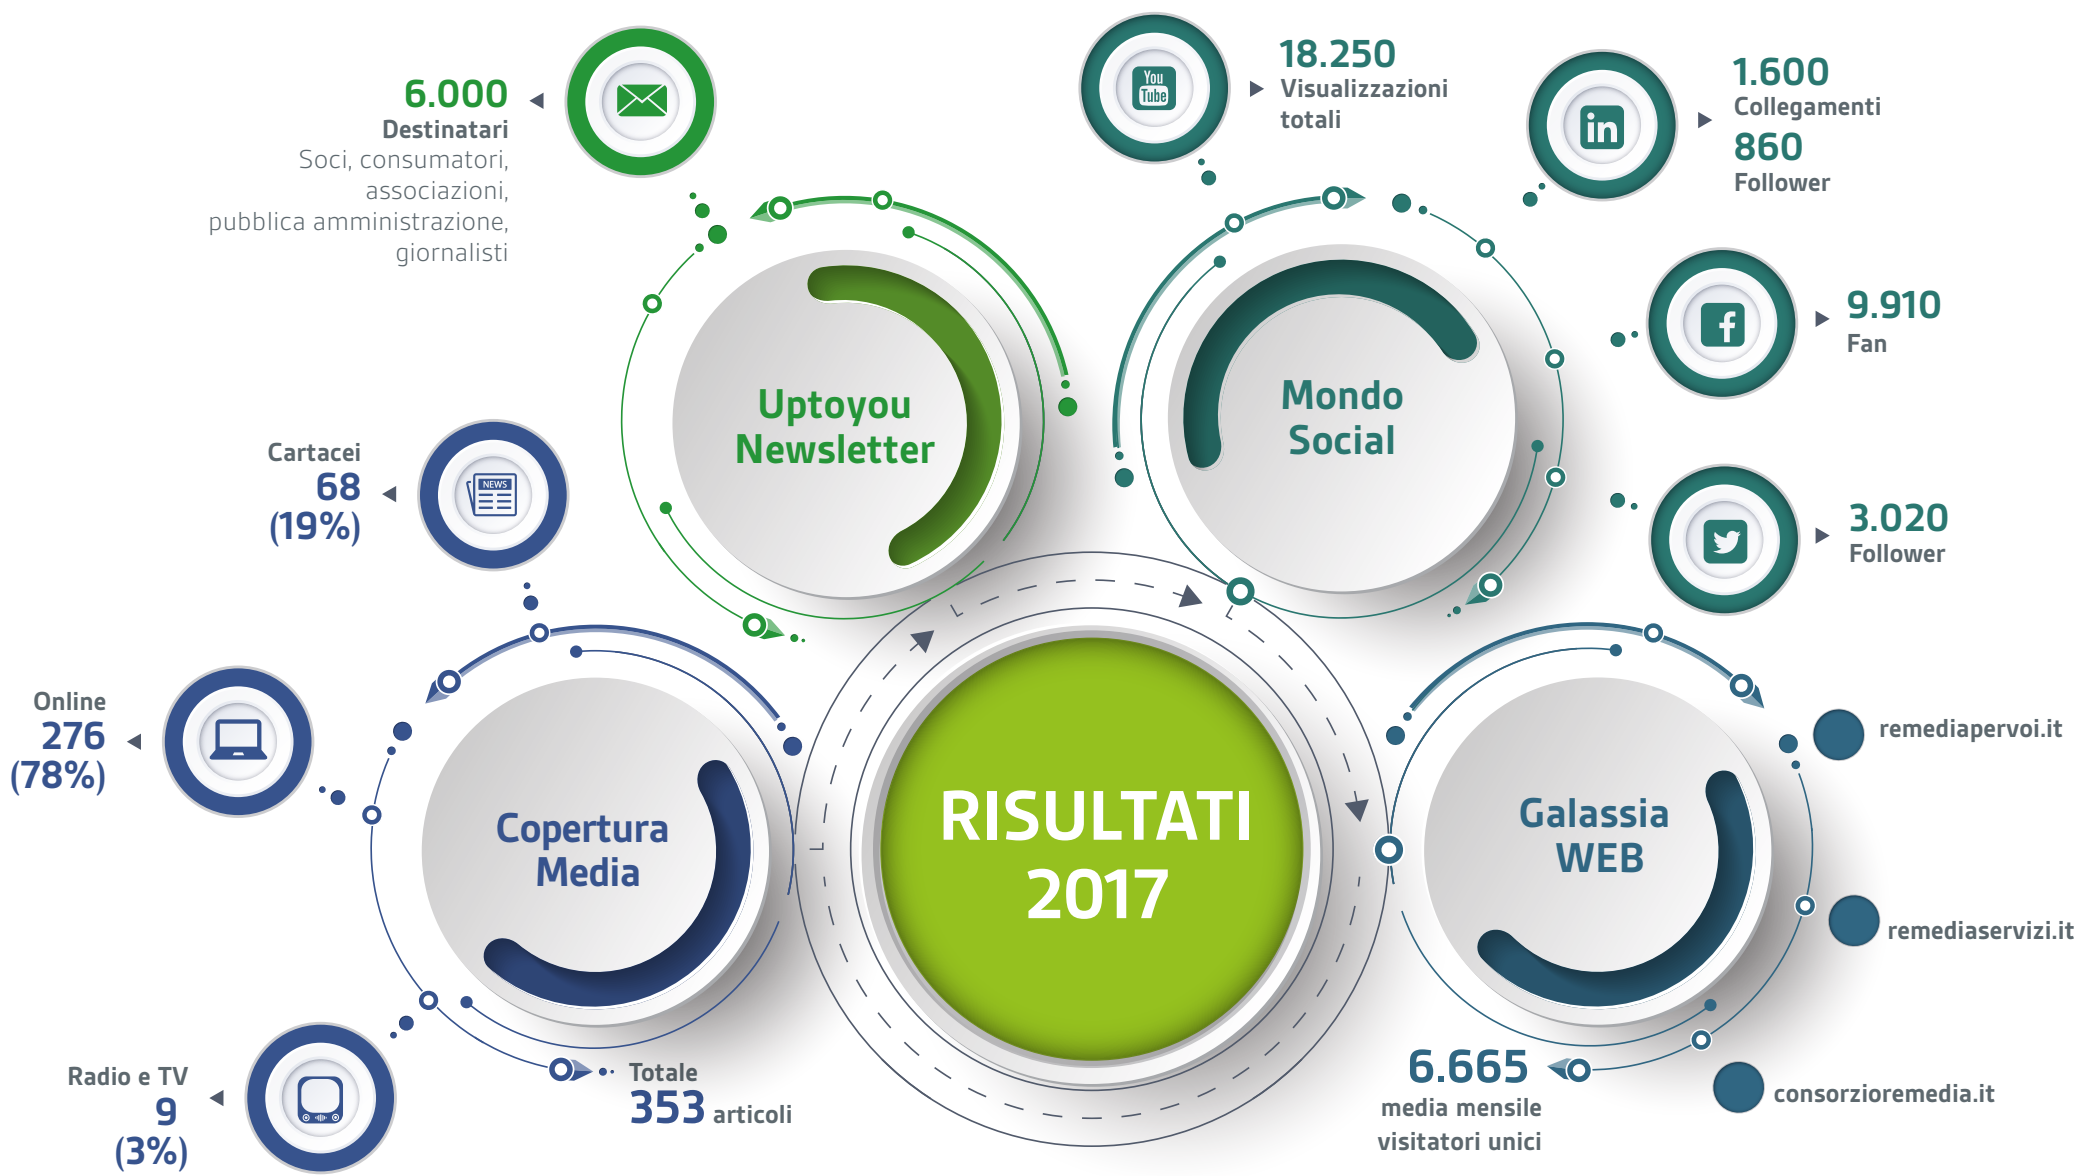 6.000
Destinatari
Soci, consumatori,
associazioni,
pubblica amministrazione,
giornalisti
You
Tube
18.250
Visualizzazioni
totali
in
1.600
Collegamenti
860
Follower
f
9.910
Fan
3.020
Follower
Uptoyou
Newsletter
Mondo
Social
Cartacei
68
(19%)
NEWS
Online
276
(78%)
Radio e TV
9
(3%)
Copertura
Media
Totale
353 articoli
RISULTATI
2017
Galassia
WEB
remediapervoi.it
remediaservizi.it
consorzioremedia.it
6.665
media mensile
visitatori unici